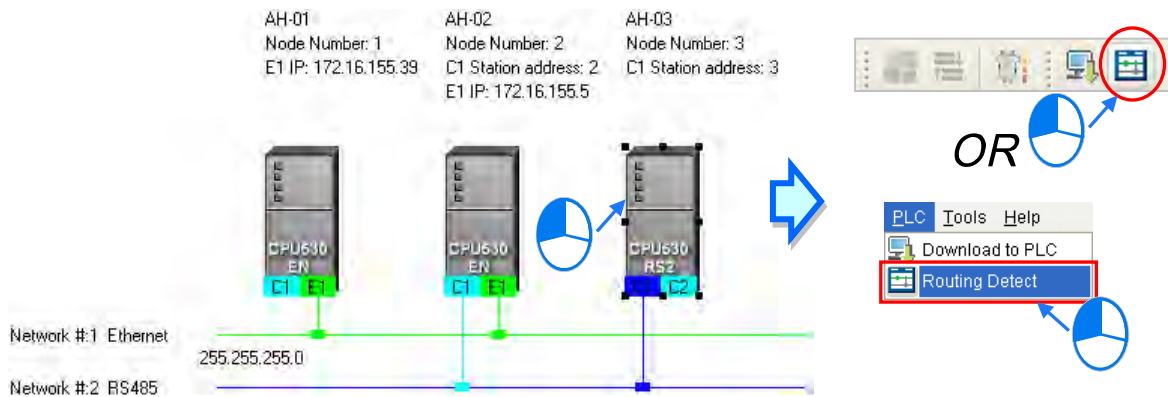 AH-01
Node Number: 1
E1 IP: 172.16.155.39
AH-02
Node Number: 2
C1 Station address: 2
E1 IP: 172.16.155.5
AH-03
Node Number: 3
C1 Station address: 3
CPU530
EN
C1 E1
CPU530
EN
C1 E1
CPU530
RS2
C1 C2
Network #:1 Ethernet
255.255.255.0
Network #:2 RS485
OR
PLC Tools Help
Download to PLC
Routing Detect